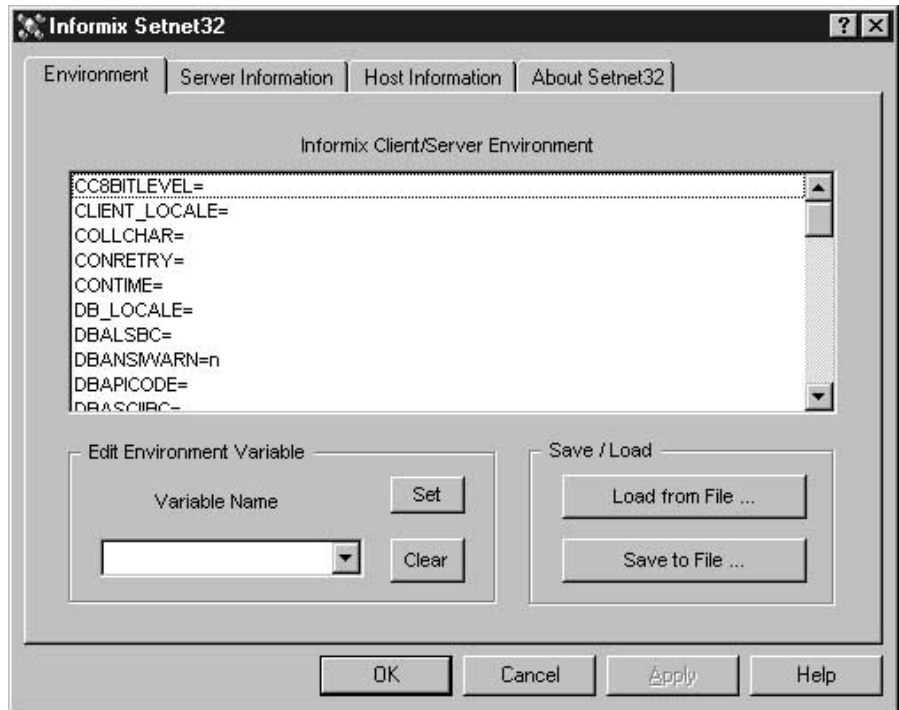 Informix Setnet32
Environment
Server Information
Host Information
About Setnet32
Informix Client/Server Environment
CC8BITLEVEL=
CLIENT_LOCALE=
COLLCHAR=
CONRETRY=
CONTIME=
DB_LOCALE=
DBALSBC=
DBANSIWARN=n
DBAPICODE=
DBASCIIBC=
Edit Environment Variable
Variable Name
Set
Clear
Save / Load
Load from File ...
Save to File ...
OK
Cancel
Apply
Help